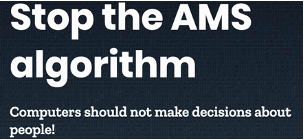 Stop the AMS
algorithm
Computers should not make decisions about
people!